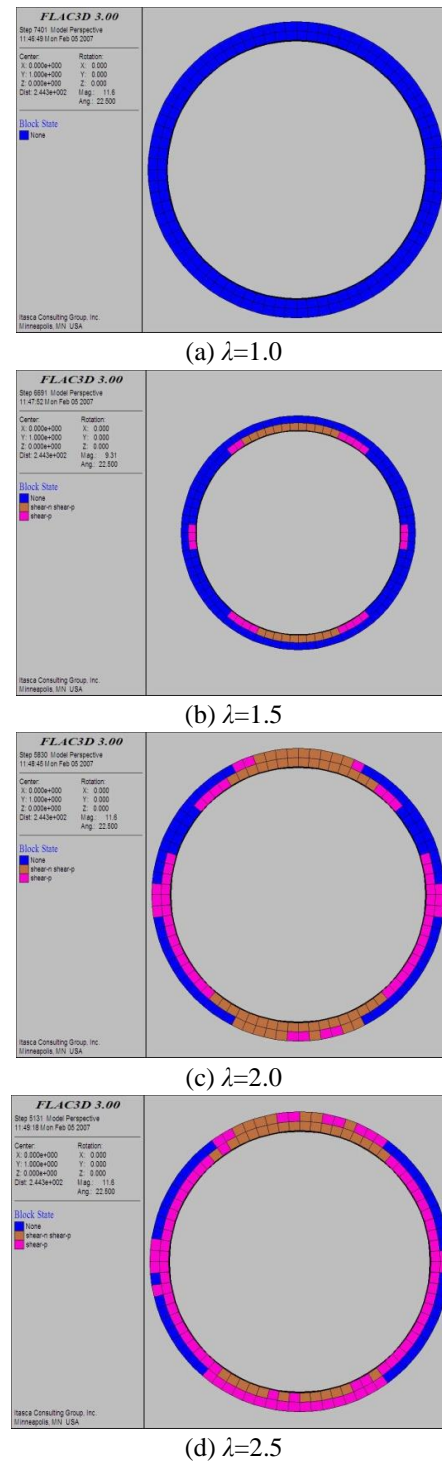 FLAC3D 3.00
Step 7401 Model Perspective
11:46:49 Mon Feb 05 2007
Center: Rotation:
X: 0.000e+000 X: 0.000
Y: 1.000e+000 Y: 0.000
Z: 0.000e+000 Z: 0.000
Dist: 2.443e+002 Mag.: 11.6
Ang.: 22.500
Block State
None
Itasca Consulting Group, Inc.
Minneapolis, MN USA
(a) λ=1.0
FLAC3D 3.00
Step 6691 Model Perspective
11:47:52 Mon Feb 05 2007
Center: Rotation:
X: 0.000e+000 X: 0.000
Y: 1.000e+000 Y: 0.000
Z: 0.000e+000 Z: 0.000
Dist: 2.443e+002 Mag.: 9.31
Ang.: 22.500
Block State
None
shear-n shear-p
shear-p
Itasca Consulting Group, Inc.
Minneapolis, MN USA
(b) λ=1.5
FLAC3D 3.00
Step 5830 Model Perspective
11:48:45 Mon Feb 05 2007
Center: Rotation:
X: 0.000e+000 X: 0.000
Y: 1.000e+000 Y: 0.000
Z: 0.000e+000 Z: 0.000
Dist: 2.443e+002 Mag.: 11.6
Ang.: 22.500
Block State
None
shear-n shear-p
shear-p
Itasca Consulting Group, Inc.
Minneapolis, MN USA
(c) λ=2.0
FLAC3D 3.00
Step 5131 Model Perspective
11:49:18 Mon Feb 05 2007
Center: Rotation:
X: 0.000e+000 X: 0.000
Y: 1.000e+000 Y: 0.000
Z: 0.000e+000 Z: 0.000
Dist: 2.443e+002 Mag.: 11.6
Ang.: 22.500
Block State
None
shear-n shear-p
shear-p
Itasca Consulting Group, Inc.
Minneapolis, MN USA
(d) λ=2.5